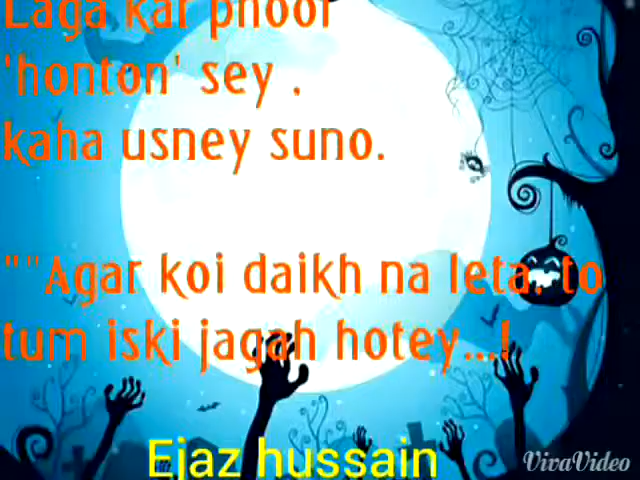 Laga kar phool
'honton' sey .
kaha usney suno.
""Agar koi daikh na leta. to
tum iski jagah hotey...!
Ejaz hussain
VivaVideo